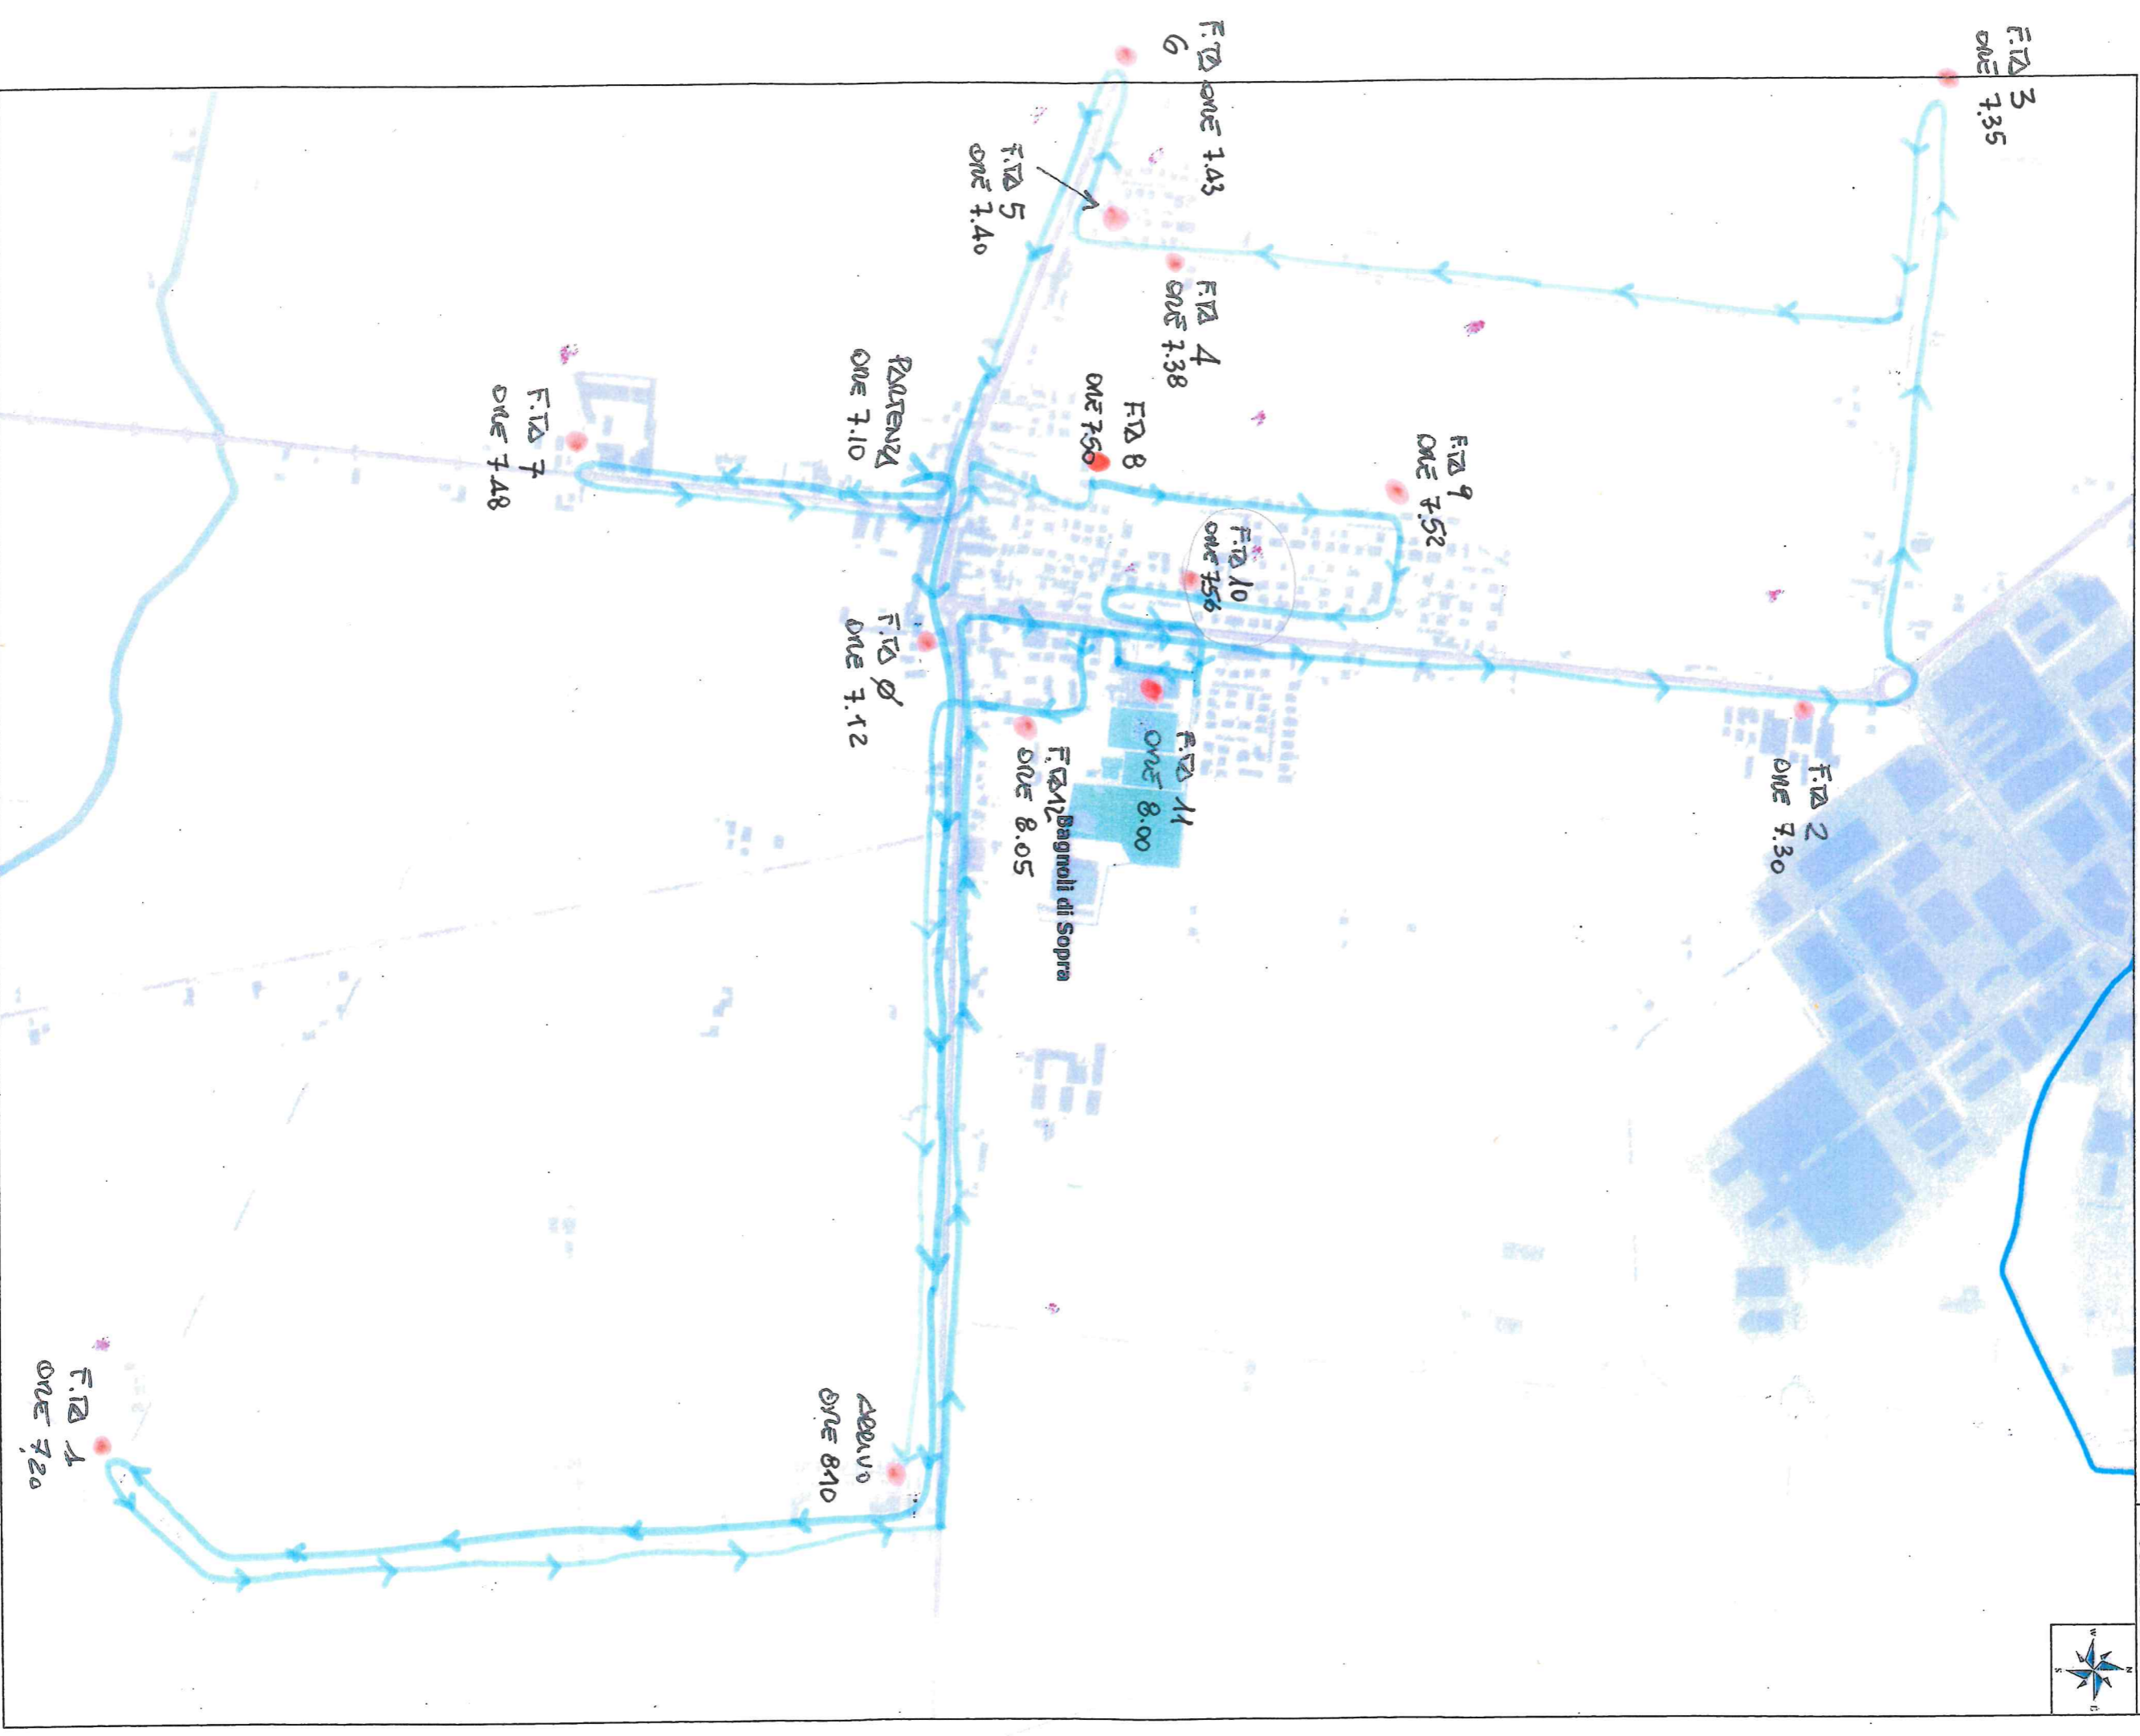 F.TA 3
ORE 7.35
F.TA ORE 7.43
6
F.TA 5
ORE 7.40
F.TA 4
ORE 7.38
PARTENZA
ORE 7.10
F.TA 7
ORE 7.48
F.TA 8
ORE 7.50
F.TA 9
ORE 7.52
F.TA 10
ORE 7.56
F.TA Ø
ORE 7.12
F.TA 11
ORE 8.00
F.TA 12
ORE 8.05
Bagnoli di Sopra
F.TA 2
ORE 7.30
ARRIVO
ORE 8.10
F.TA 1
ORE 7.20
N
W
E
S